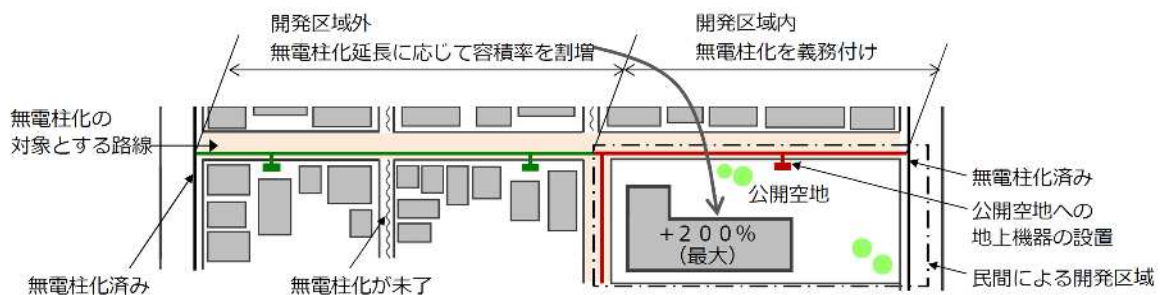 開発区域外
無電柱化延長に応じて容積率を割増
開発区域内
無電柱化を義務付け
無電柱化の
対象とする路線
公開空地
+200%
(最大)
無電柱化済み
公開空地への
地上機器の設置
民間による開発区域
無電柱化済み
無電柱化が未了